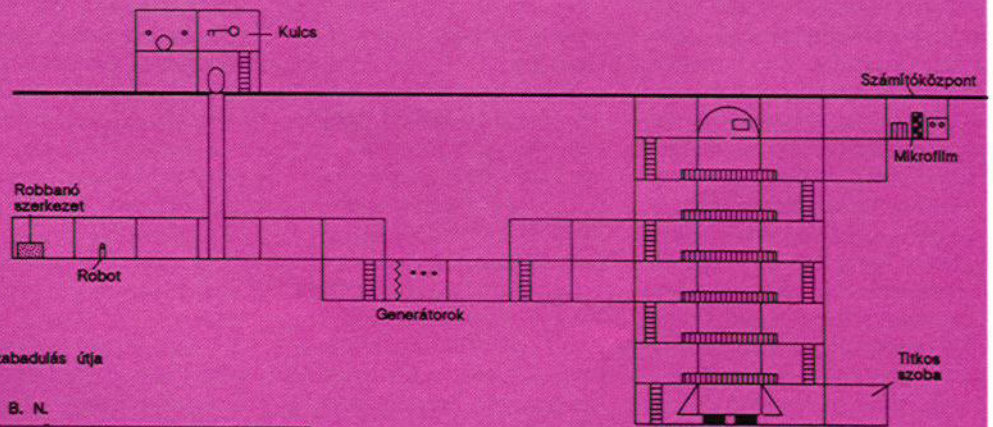 Kulcs
Számítóközpont
Mikrofilm
Robbanó
szerkezet
Robot
Generátorok
zabadulás útja
Titkos
szoba
B. N.